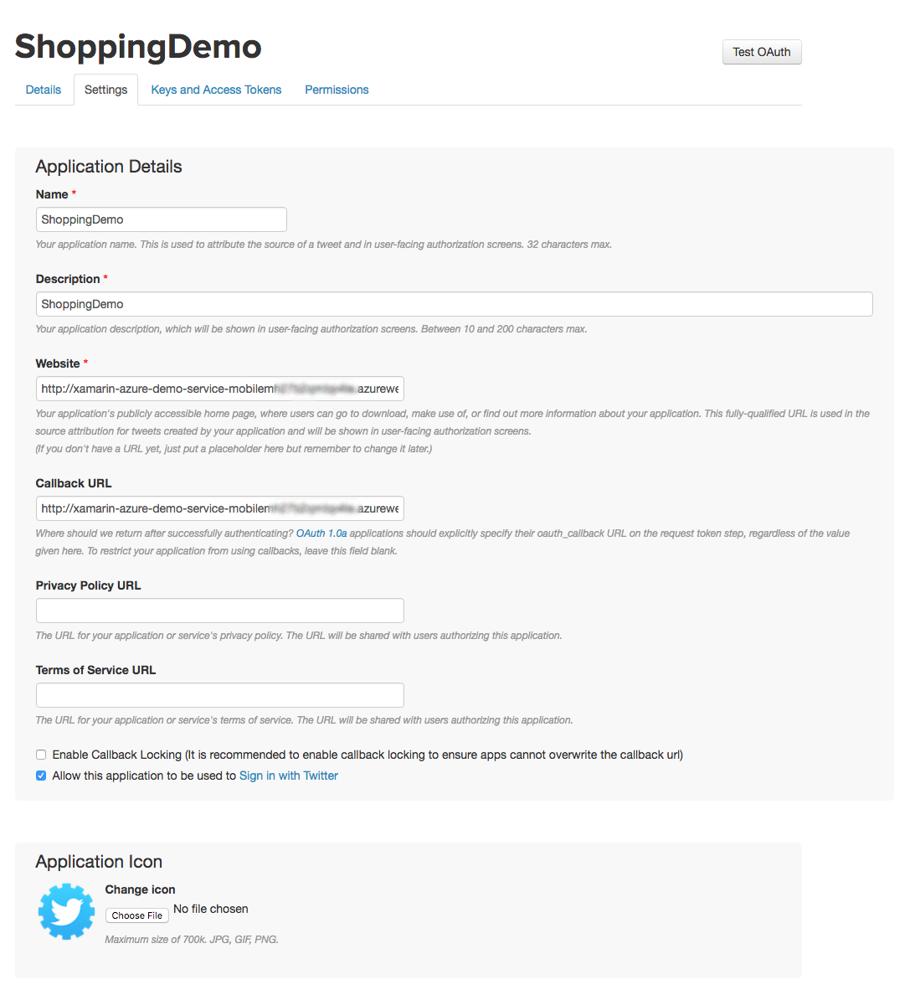 ShoppingDemo
Test OAuth
Details Settings Keys and Access Tokens Permissions
Application Details
Name *
ShoppingDemo
Your application name. This is used to attribute the source of a tweet and in user-facing authorization screens. 32 characters max.
Description *
ShoppingDemo
Your application description, which will be shown in user-facing authorization screens. Between 10 and 200 characters max.
Website *
http://xamarin-azure-demo-service-mobilem .azurewe
Your application's publicly accessible home page, where users can go to download, make use of, or find out more information about your application. This fully-qualified URL is used in the
source attribution for tweets created by your application and will be shown in user-facing authorization screens.
(If you don't have a URL yet, just put a placeholder here but remember to change it later.)
Callback URL
http://xamarin-azure-demo-service-mobilem .azurewe
Where should we return after successfully authenticating? OAuth 1.0a applications should explicitly specify their oauth_callback URL on the request token step, regardless of the value
given here. To restrict your application from using callbacks, leave this field blank.
Privacy Policy URL
The URL for your application or service's privacy policy. The URL will be shared with users authorizing this application.
Terms of Service URL
The URL for your application or service's terms of service. The URL will be shared with users authorizing this application.
Enable Callback Locking (It is recommended to enable callback locking to ensure apps cannot overwrite the callback url)
Allow this application to be used to Sign in with Twitter
Application Icon
Change icon
Choose File No file chosen
Maximum size of 700k. JPG, GIF, PNG.